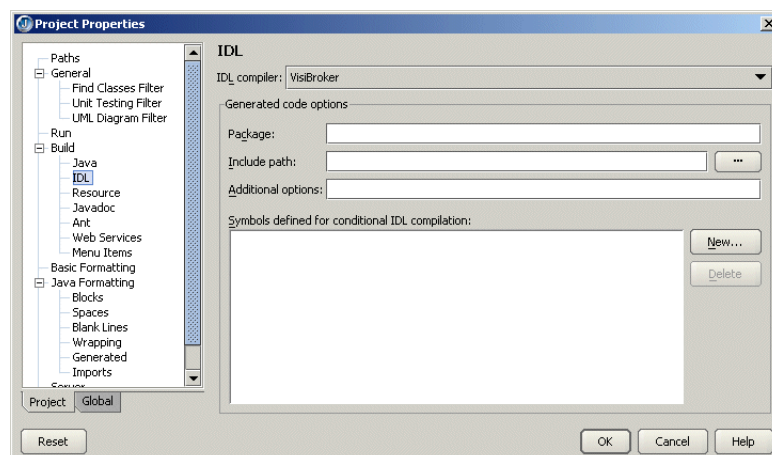 Project Properties
Paths
General
Find Classes Filter
Unit Testing Filter
UML Diagram Filter
Run
Build
Java
IDL
Resource
Javadoc
Ant
Web Services
Menu Items
Basic Formatting
Java Formatting
Blocks
Spaces
Blank Lines
Wrapping
Generated
Imports
Server
Project Global
IDL
IDL compiler: VisiBroker
Generated code options
Package:
Include path: ...
Additional options:
Symbols defined for conditional IDL compilation:
New...
Delete
Reset OK Cancel Help